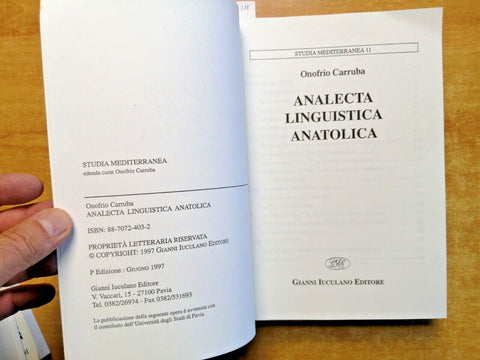 STUDIA MEDITERRANEA
edenda curat Onofrio Carruba
Onofrio Carruba
ANALECTA LINGUISTICA ANATOLICA
ISBN: 88-7072-403-2
PROPRIETÀ LETTERARIA RISERVATA
© COPYRIGHT: 1997 GIANNI IUCULANO EDITORE
Iª Edizione: GIUGNO 1997
Gianni Iuculano Editore
V. Vaccari, 15 - 27100 Pavia
Tel. 0382/26974 - Fax 0382/531693
La pubblicazione della seguente opera è avvenuta con
il contributo dell'Università degli Studi di Pavia.
STUDIA MEDITERRANEA 11
Onofrio Carruba
ANALECTA
LINGUISTICA
ANATOLICA
GIANNI IUCULANO EDITORE